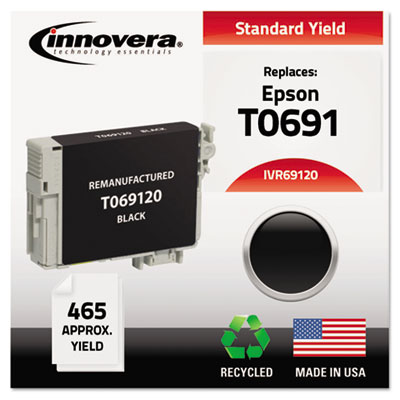 innovera
technology essentials
Standard Yield
Replaces:
Epson
T0691
IVR69120
REMANUFACTURED
T069120
BLACK
465
APPROX.
YIELD
RECYCLED
MADE IN USA